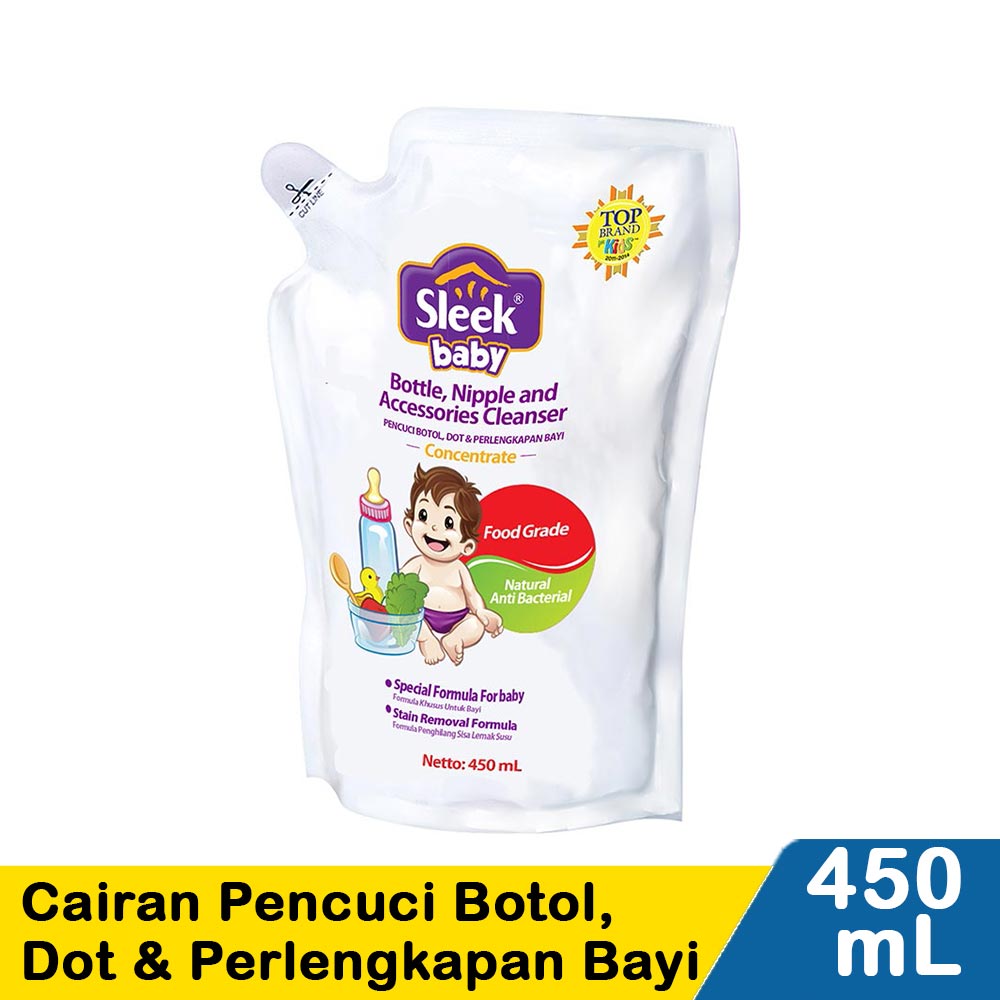 CUT LINE
TOP
BRAND
for KiDS
2011-2014
Sleek®
baby
Bottle, Nipple and
Accessories Cleanser
PENCUCI BOTOL, DOT & PERLENGKAPAN BAYI
Concentrate
Food Grade
Natural
Anti Bacterial
• Special Formula For baby
Formula Khusus Untuk Bayi
• Stain Removal Formula
Formula Penghilang Sisa Lemak Susu
Netto: 450 mL
Cairan Pencuci Botol,
Dot & Perlengkapan Bayi
450
mL